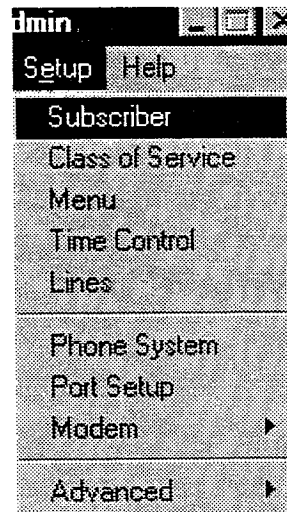 dmin
Setup Help
Subscriber
Class of Service
Menu
Time Control
Lines
Phone System
Port Setup
Modem
Advanced